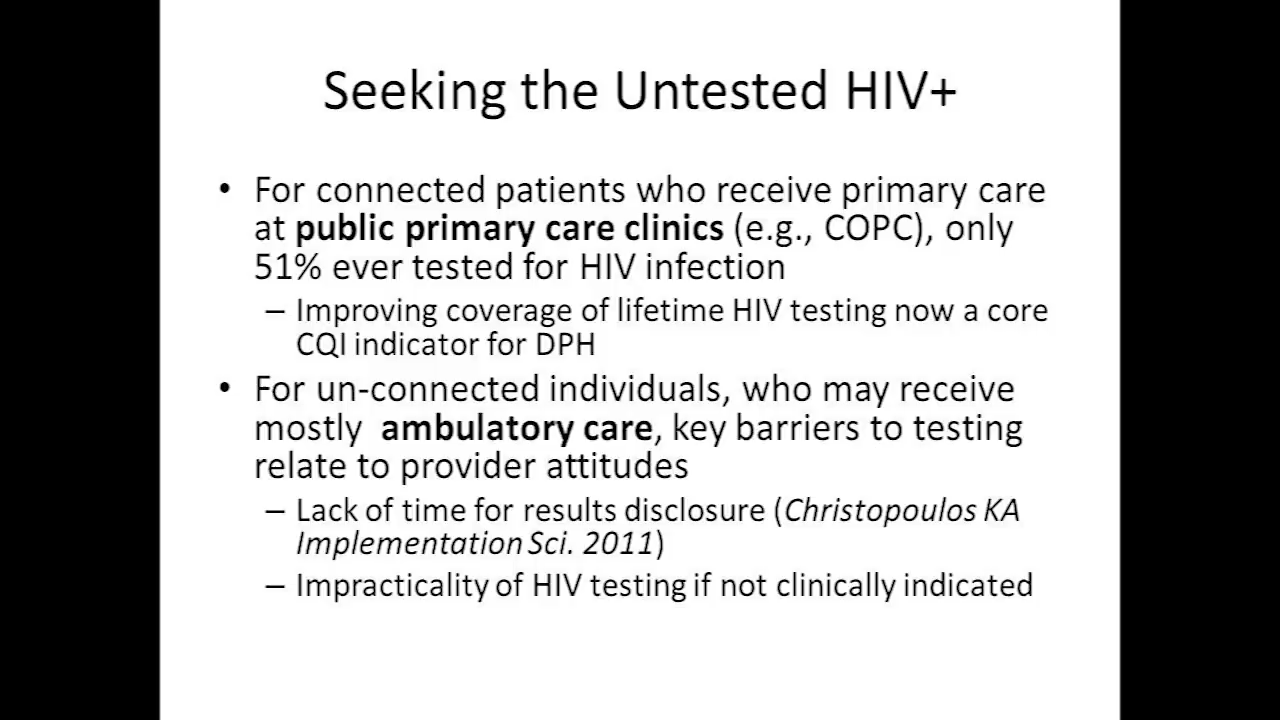 Seeking the Untested HIV+
• For connected patients who receive primary care
at public primary care clinics (e.g., COPC), only
51% ever tested for HIV infection
– Improving coverage of lifetime HIV testing now a core
CQI indicator for DPH
• For un-connected individuals, who may receive
mostly ambulatory care, key barriers to testing
relate to provider attitudes
– Lack of time for results disclosure (Christopoulos KA
Implementation Sci. 2011)
– Impracticality of HIV testing if not clinically indicated